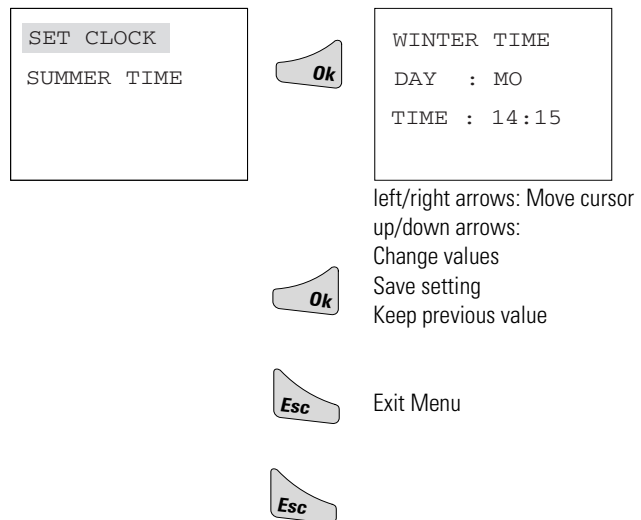 SET CLOCK
SUMMER TIME
Ok
WINTER TIME
DAY : MO
TIME : 14:15
left/right arrows: Move cursor
up/down arrows:
Change values
Ok
Save setting
Keep previous value
Esc
Exit Menu
Esc